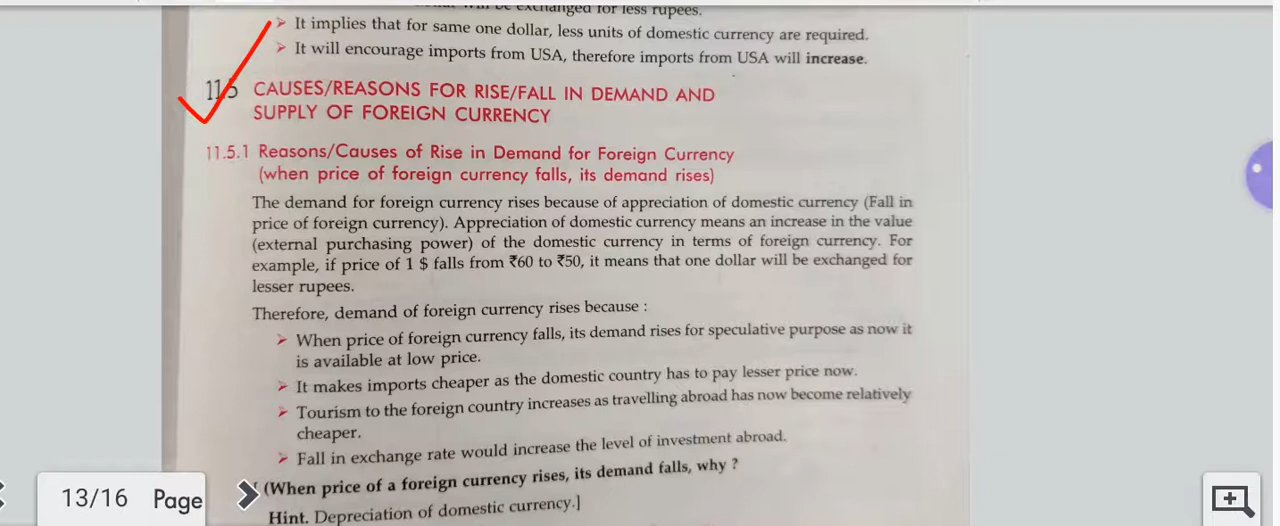 be exchanged for less rupees.
➢ It implies that for same one dollar, less units of domestic currency are required.
➢ It will encourage imports from USA, therefore imports from USA will increase.
11.5 CAUSES/REASONS FOR RISE/FALL IN DEMAND AND
SUPPLY OF FOREIGN CURRENCY
11.5.1 Reasons/Causes of Rise in Demand for Foreign Currency
(when price of foreign currency falls, its demand rises)
The demand for foreign currency rises because of appreciation of domestic currency (Fall in
price of foreign currency). Appreciation of domestic currency means an increase in the value
(external purchasing power) of the domestic currency in terms of foreign currency. For
example, if price of 1 $ falls from ₹60 to ₹50, it means that one dollar will be exchanged for
lesser rupees.
Therefore, demand of foreign currency rises because :
➢ When price of foreign currency falls, its demand rises for speculative purpose as now it
is available at low price.
➢ It makes imports cheaper as the domestic country has to pay lesser price now.
➢ Tourism to the foreign country increases as travelling abroad has now become relatively
cheaper.
➢ Fall in exchange rate would increase the level of investment abroad.
(When price of a foreign currency rises, its demand falls, why ?
Hint. Depreciation of domestic currency.]
13/16 Page